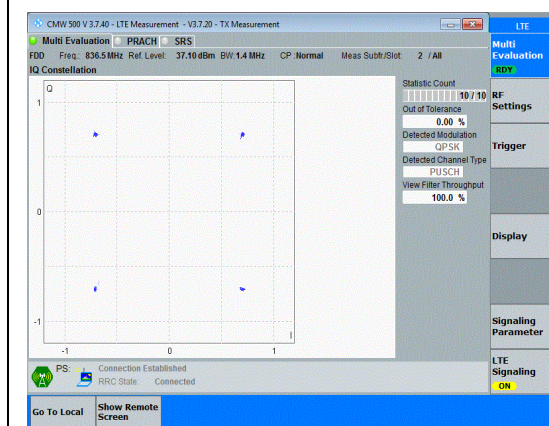 CMW 500 V 3.7.40 - LTE Measurement - V3.7.20 - TX Measurement
LTE
Multi Evaluation PRACH SRS
Multi
Evaluation
RDY
FDD Freq.: 836.5 MHz Ref. Level: 37.10 dBm BW: 1.4 MHz CP : Normal Meas Subfr./Slot: 2 / All
IQ Constellation
Q
I
1
0
-1
-1
0
1
Statistic Count
10 / 10
Out of Tolerance
0.00 %
Detected Modulation
QPSK
Detected Channel Type
PUSCH
View Filter Throughput
100.0 %
RF
Settings
Trigger
Display
Signaling
Parameter
LTE
Signaling
ON
PS: Connection Established
RRC State: Connected
Go To Local
Show Remote
Screen